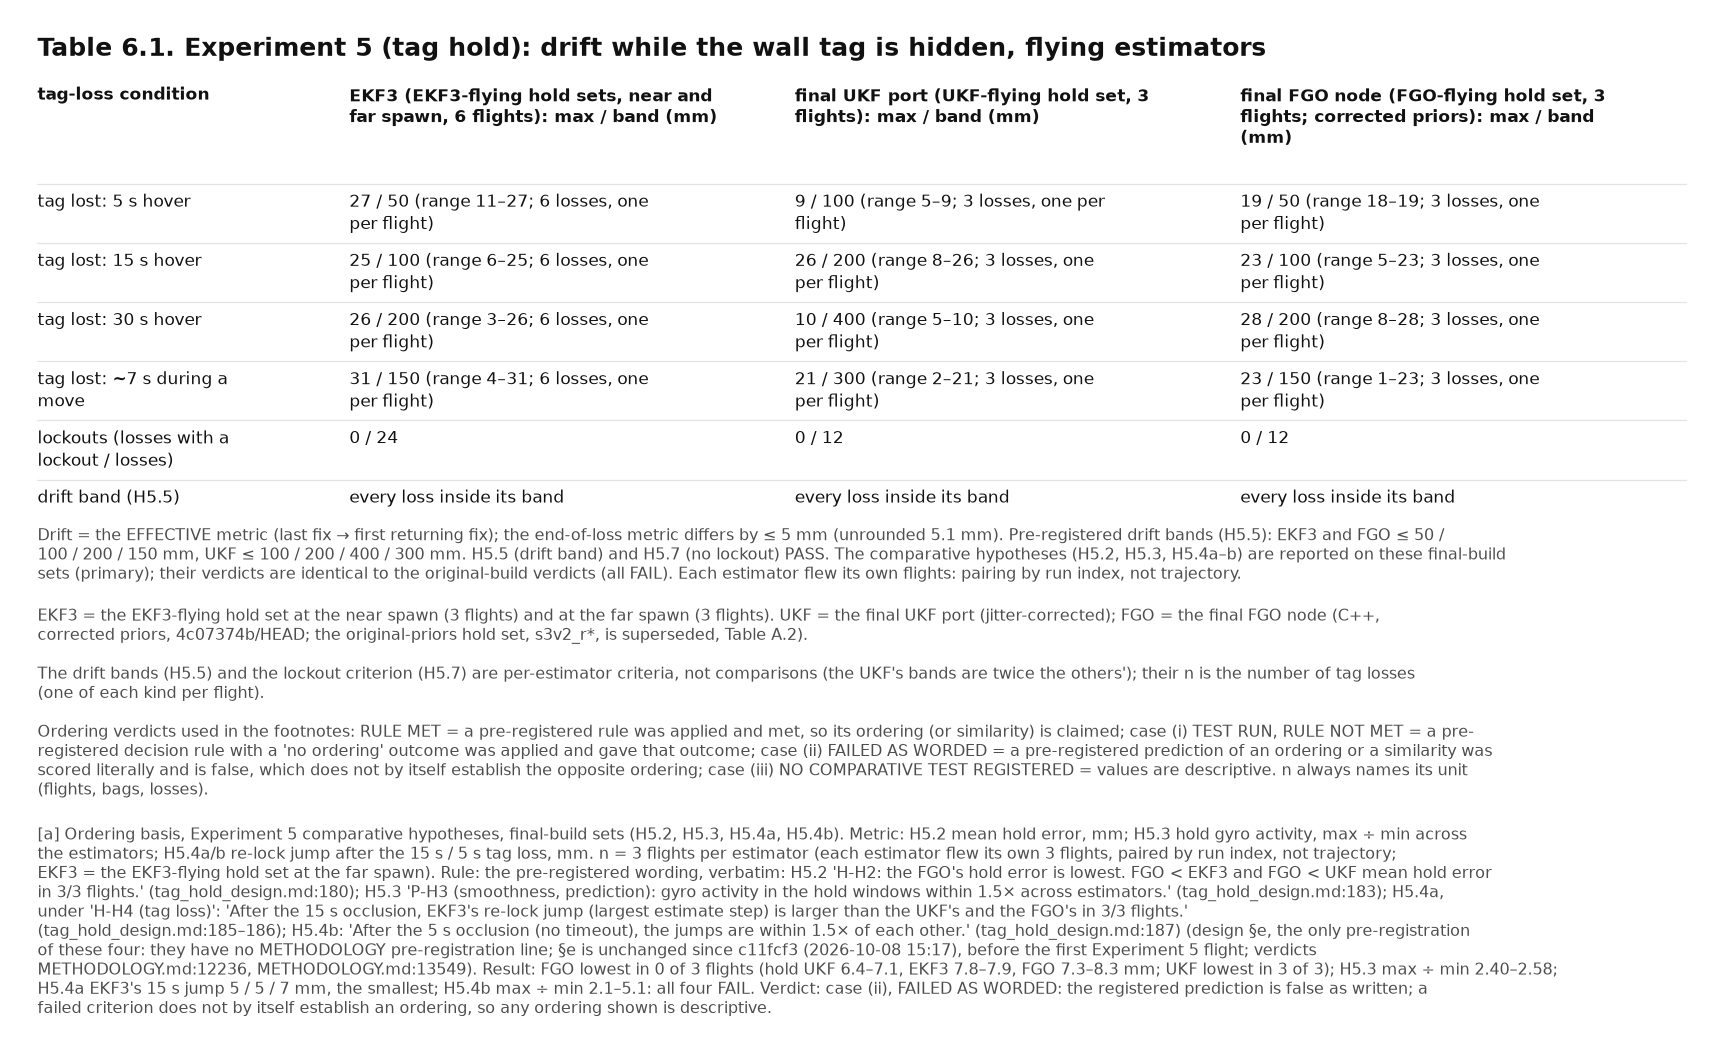 Table 6.1. Experiment 5 (tag hold): drift while the wall tag is hidden, flying estimators
tag-loss condition
EKF3 (EKF3-flying hold sets, near and
far spawn, 6 flights): max / band (mm)
final UKF port (UKF-flying hold set, 3
flights): max / band (mm)
final FGO node (FGO-flying hold set, 3
flights; corrected priors): max / band
(mm)
tag lost: 5 s hover
27 / 50 (range 11–27; 6 losses, one
per flight)
9 / 100 (range 5–9; 3 losses, one per
flight)
19 / 50 (range 18–19; 3 losses, one
per flight)
tag lost: 15 s hover
25 / 100 (range 6–25; 6 losses, one
per flight)
26 / 200 (range 8–26; 3 losses, one
per flight)
23 / 100 (range 5–23; 3 losses, one
per flight)
tag lost: 30 s hover
26 / 200 (range 3–26; 6 losses, one
per flight)
10 / 400 (range 5–10; 3 losses, one
per flight)
28 / 200 (range 8–28; 3 losses, one
per flight)
tag lost: ~7 s during a
move
31 / 150 (range 4–31; 6 losses, one
per flight)
21 / 300 (range 2–21; 3 losses, one
per flight)
23 / 150 (range 1–23; 3 losses, one
per flight)
lockouts (losses with a
lockout / losses)
0 / 24
0 / 12
0 / 12
drift band (H5.5)
every loss inside its band
every loss inside its band
every loss inside its band
Drift = the EFFECTIVE metric (last fix → first returning fix); the end-of-loss metric differs by ≤ 5 mm (unrounded 5.1 mm). Pre-registered drift bands (H5.5): EKF3 and FGO ≤ 50 /
100 / 200 / 150 mm, UKF ≤ 100 / 200 / 400 / 300 mm. H5.5 (drift band) and H5.7 (no lockout) PASS. The comparative hypotheses (H5.2, H5.3, H5.4a–b) are reported on these final-build
sets (primary); their verdicts are identical to the original-build verdicts (all FAIL). Each estimator flew its own flights: pairing by run index, not trajectory.
EKF3 = the EKF3-flying hold set at the near spawn (3 flights) and at the far spawn (3 flights). UKF = the final UKF port (jitter-corrected); FGO = the final FGO node (C++,
corrected priors, 4c07374b/HEAD; the original-priors hold set, s3v2_r*, is superseded, Table A.2).
The drift bands (H5.5) and the lockout criterion (H5.7) are per-estimator criteria, not comparisons (the UKF's bands are twice the others'); their n is the number of tag losses
(one of each kind per flight).
Ordering verdicts used in the footnotes: RULE MET = a pre-registered rule was applied and met, so its ordering (or similarity) is claimed; case (i) TEST RUN, RULE NOT MET = a pre-
registered decision rule with a 'no ordering' outcome was applied and gave that outcome; case (ii) FAILED AS WORDED = a pre-registered prediction of an ordering or a similarity was
scored literally and is false, which does not by itself establish the opposite ordering; case (iii) NO COMPARATIVE TEST REGISTERED = values are descriptive. n always names its unit
(flights, bags, losses).
[a] Ordering basis, Experiment 5 comparative hypotheses, final-build sets (H5.2, H5.3, H5.4a, H5.4b). Metric: H5.2 mean hold error, mm; H5.3 hold gyro activity, max ÷ min across
the estimators; H5.4a/b re-lock jump after the 15 s / 5 s tag loss, mm. n = 3 flights per estimator (each estimator flew its own 3 flights, paired by run index, not trajectory;
EKF3 = the EKF3-flying hold set at the far spawn). Rule: the pre-registered wording, verbatim: H5.2 'H-H2: the FGO's hold error is lowest. FGO < EKF3 and FGO < UKF mean hold error
in 3/3 flights.' (tag_hold_design.md:180); H5.3 'P-H3 (smoothness, prediction): gyro activity in the hold windows within 1.5× across estimators.' (tag_hold_design.md:183); H5.4a,
under 'H-H4 (tag loss)': 'After the 15 s occlusion, EKF3's re-lock jump (largest estimate step) is larger than the UKF's and the FGO's in 3/3 flights.'
(tag_hold_design.md:185–186); H5.4b: 'After the 5 s occlusion (no timeout), the jumps are within 1.5× of each other.' (tag_hold_design.md:187) (design §e, the only pre-registration
of these four: they have no METHODOLOGY pre-registration line; §e is unchanged since c11fcf3 (2026-10-08 15:17), before the first Experiment 5 flight; verdicts
METHODOLOGY.md:12236, METHODOLOGY.md:13549). Result: FGO lowest in 0 of 3 flights (hold UKF 6.4–7.1, EKF3 7.8–7.9, FGO 7.3–8.3 mm; UKF lowest in 3 of 3); H5.3 max ÷ min 2.40–2.58;
H5.4a EKF3's 15 s jump 5 / 5 / 7 mm, the smallest; H5.4b max ÷ min 2.1–5.1: all four FAIL. Verdict: case (ii), FAILED AS WORDED: the registered prediction is false as written; a
failed criterion does not by itself establish an ordering, so any ordering shown is descriptive.